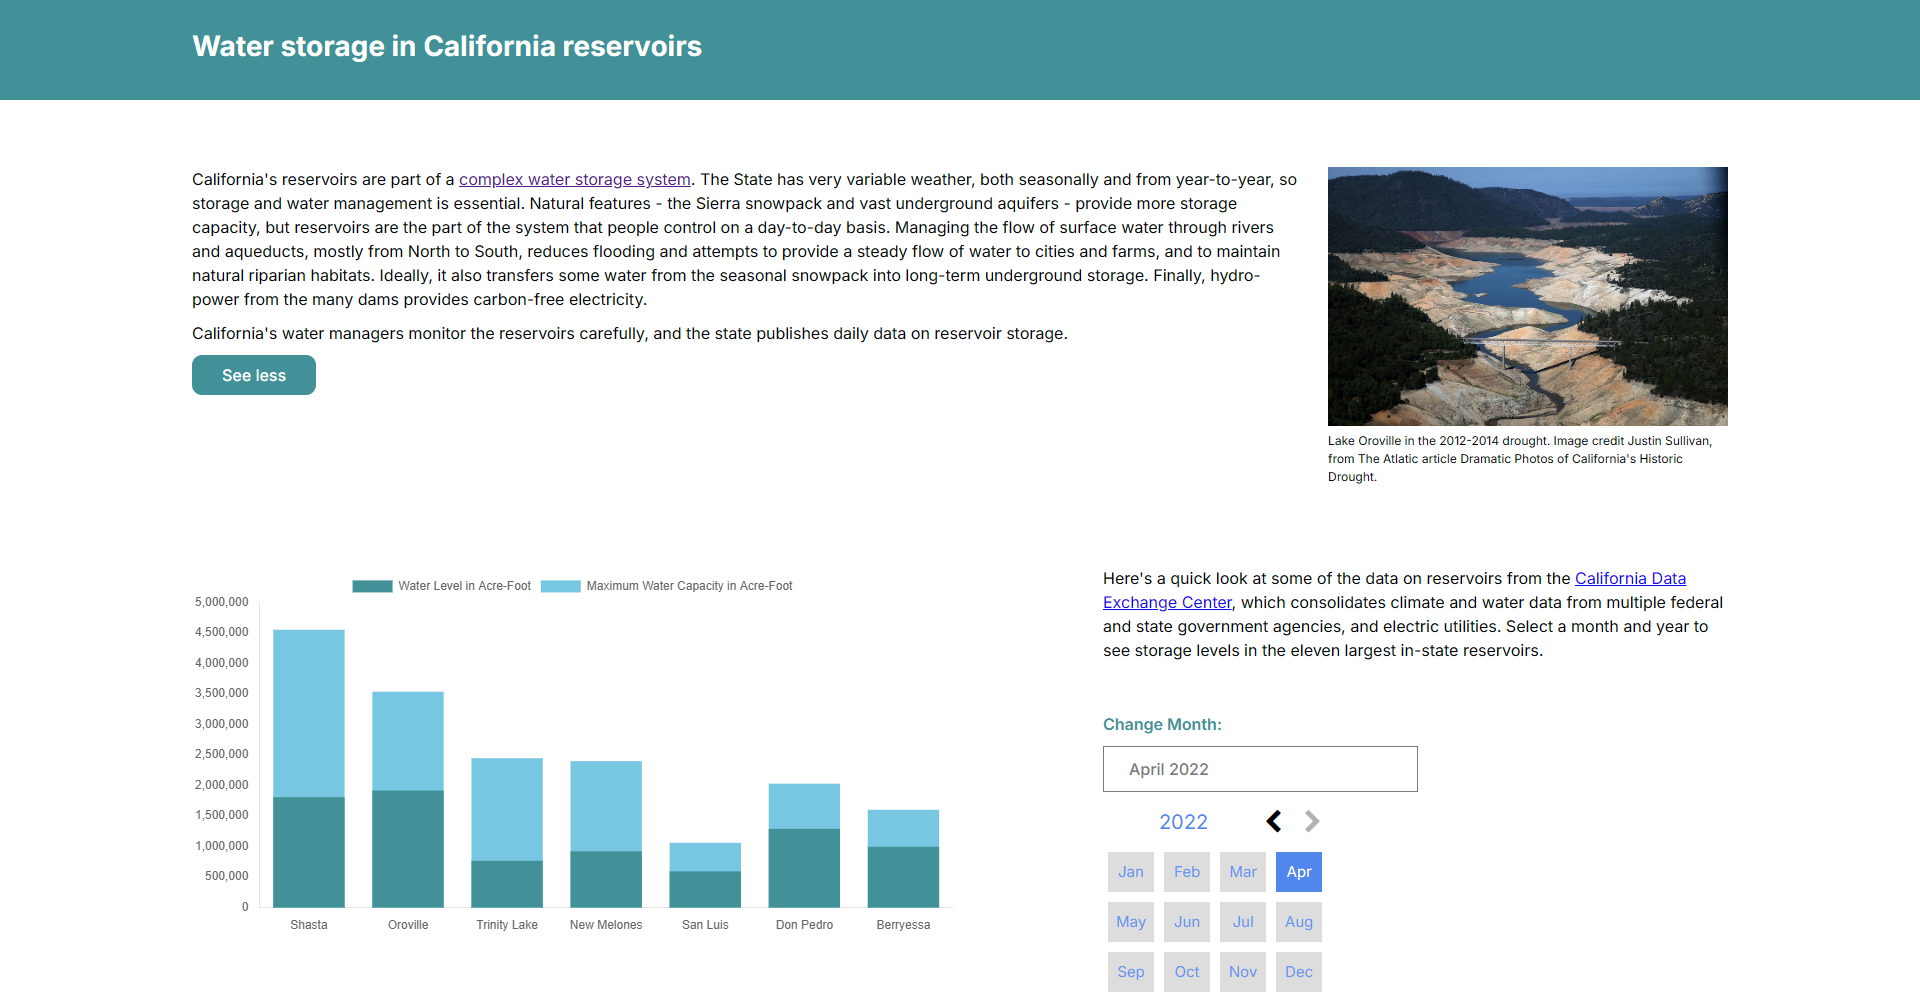 Water storage in California reservoirs
California's reservoirs are part of a complex water storage system. The State has very variable weather, both seasonally and from year-to-year, so
storage and water management is essential. Natural features - the Sierra snowpack and vast underground aquifers - provide more storage
capacity, but reservoirs are the part of the system that people control on a day-to-day basis. Managing the flow of surface water through rivers
and aqueducts, mostly from North to South, reduces flooding and attempts to provide a steady flow of water to cities and farms, and to maintain
natural riparian habitats. Ideally, it also transfers some water from the seasonal snowpack into long-term underground storage. Finally, hydro-
power from the many dams provides carbon-free electricity.
California's water managers monitor the reservoirs carefully, and the state publishes daily data on reservoir storage.
See less
Lake Oroville in the 2012-2014 drought. Image credit Justin Sullivan,
from The Atlatic article Dramatic Photos of California's Historic
Drought.
Water Level in Acre-Foot
Maximum Water Capacity in Acre-Foot
5,000,000
4,500,000
4,000,000
3,500,000
3,000,000
2,500,000
2,000,000
1,500,000
1,000,000
500,000
0
Shasta
Oroville
Trinity Lake
New Melones
San Luis
Don Pedro
Berryessa
Here's a quick look at some of the data on reservoirs from the California Data
Exchange Center, which consolidates climate and water data from multiple federal
and state government agencies, and electric utilities. Select a month and year to
see storage levels in the eleven largest in-state reservoirs.
Change Month:
April 2022
2022
Jan Feb Mar Apr
May Jun Jul Aug
Sep Oct Nov Dec